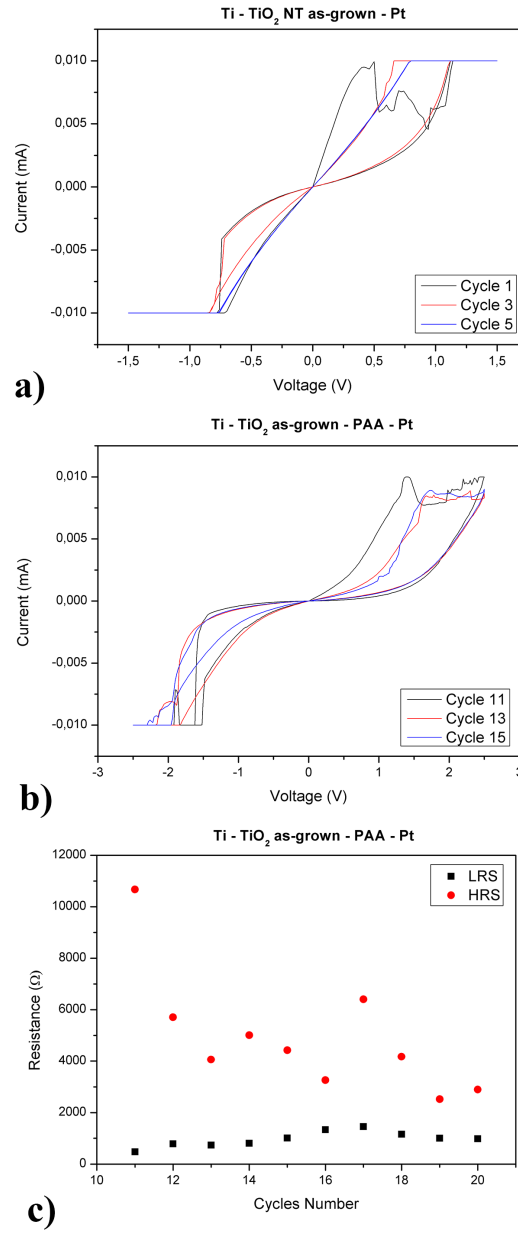 Ti - TiO2 NT as-grown - Pt
Current (mA)
0,010
0,005
0,000
-0,005
-0,010
-1,5 -1,0 -0,5 0,0 0,5 1,0 1,5
Voltage (V)
Cycle 1
Cycle 3
Cycle 5
a)
Ti - TiO2 as-grown - PAA - Pt
Current (mA)
0,010
0,005
0,000
-0,005
-0,010
-3 -2 -1 0 1 2 3
Voltage (V)
Cycle 11
Cycle 13
Cycle 15
b)
Ti - TiO2 as-grown - PAA - Pt
Resistance (Ω)
12000
10000
8000
6000
4000
2000
0
10 12 14 16 18 20
Cycles Number
LRS
HRS
c)